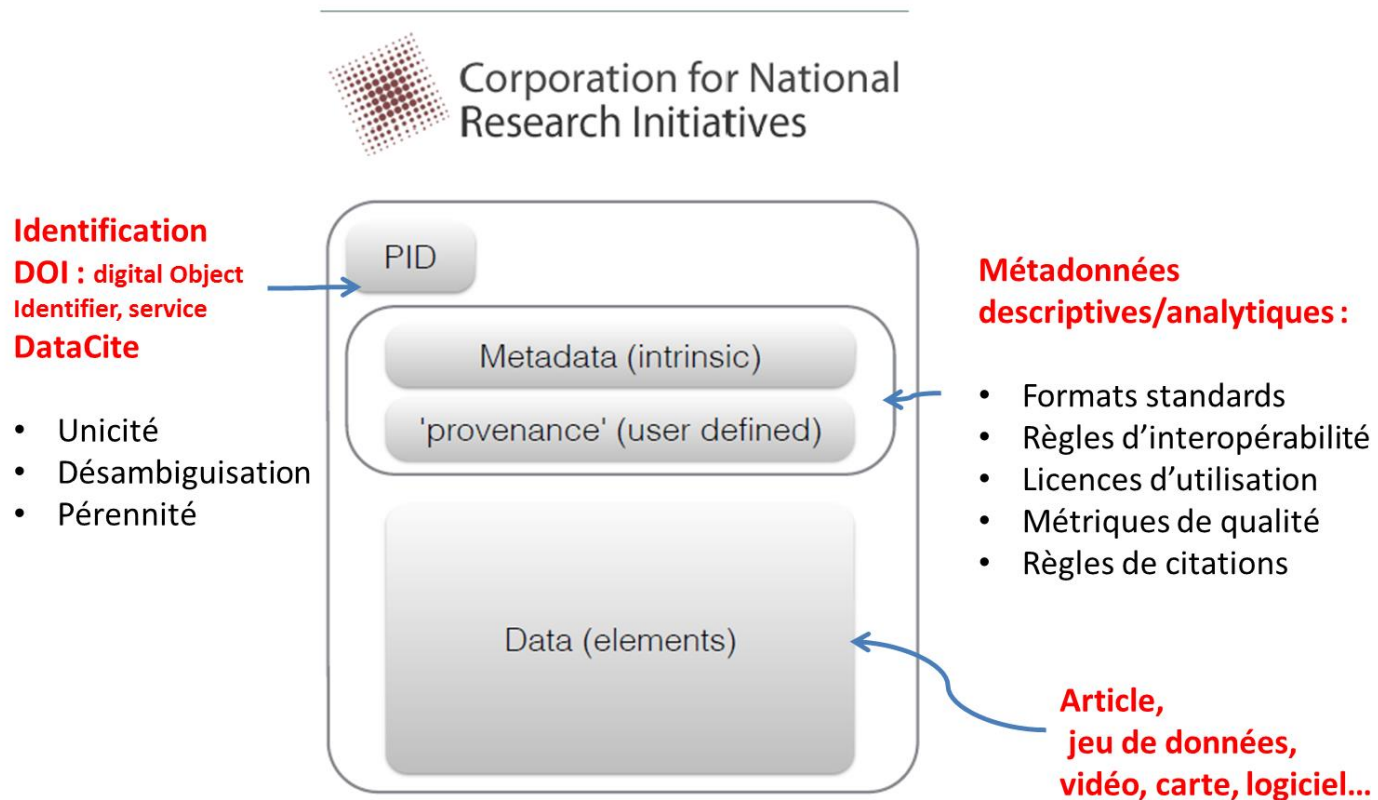 Corporation for National
Research Initiatives
Identification
DOI : digital Object
Identifier, service
DataCite
• Unicité
• Désambiguisation
• Pérennité
PID
Metadata (intrinsic)
'provenance' (user defined)
Data (elements)
Métadonnées
descriptives/analytiques :
• Formats standards
• Règles d’interopérabilité
• Licences d’utilisation
• Métriques de qualité
• Règles de citations
Article,
jeu de données,
vidéo, carte, logiciel…